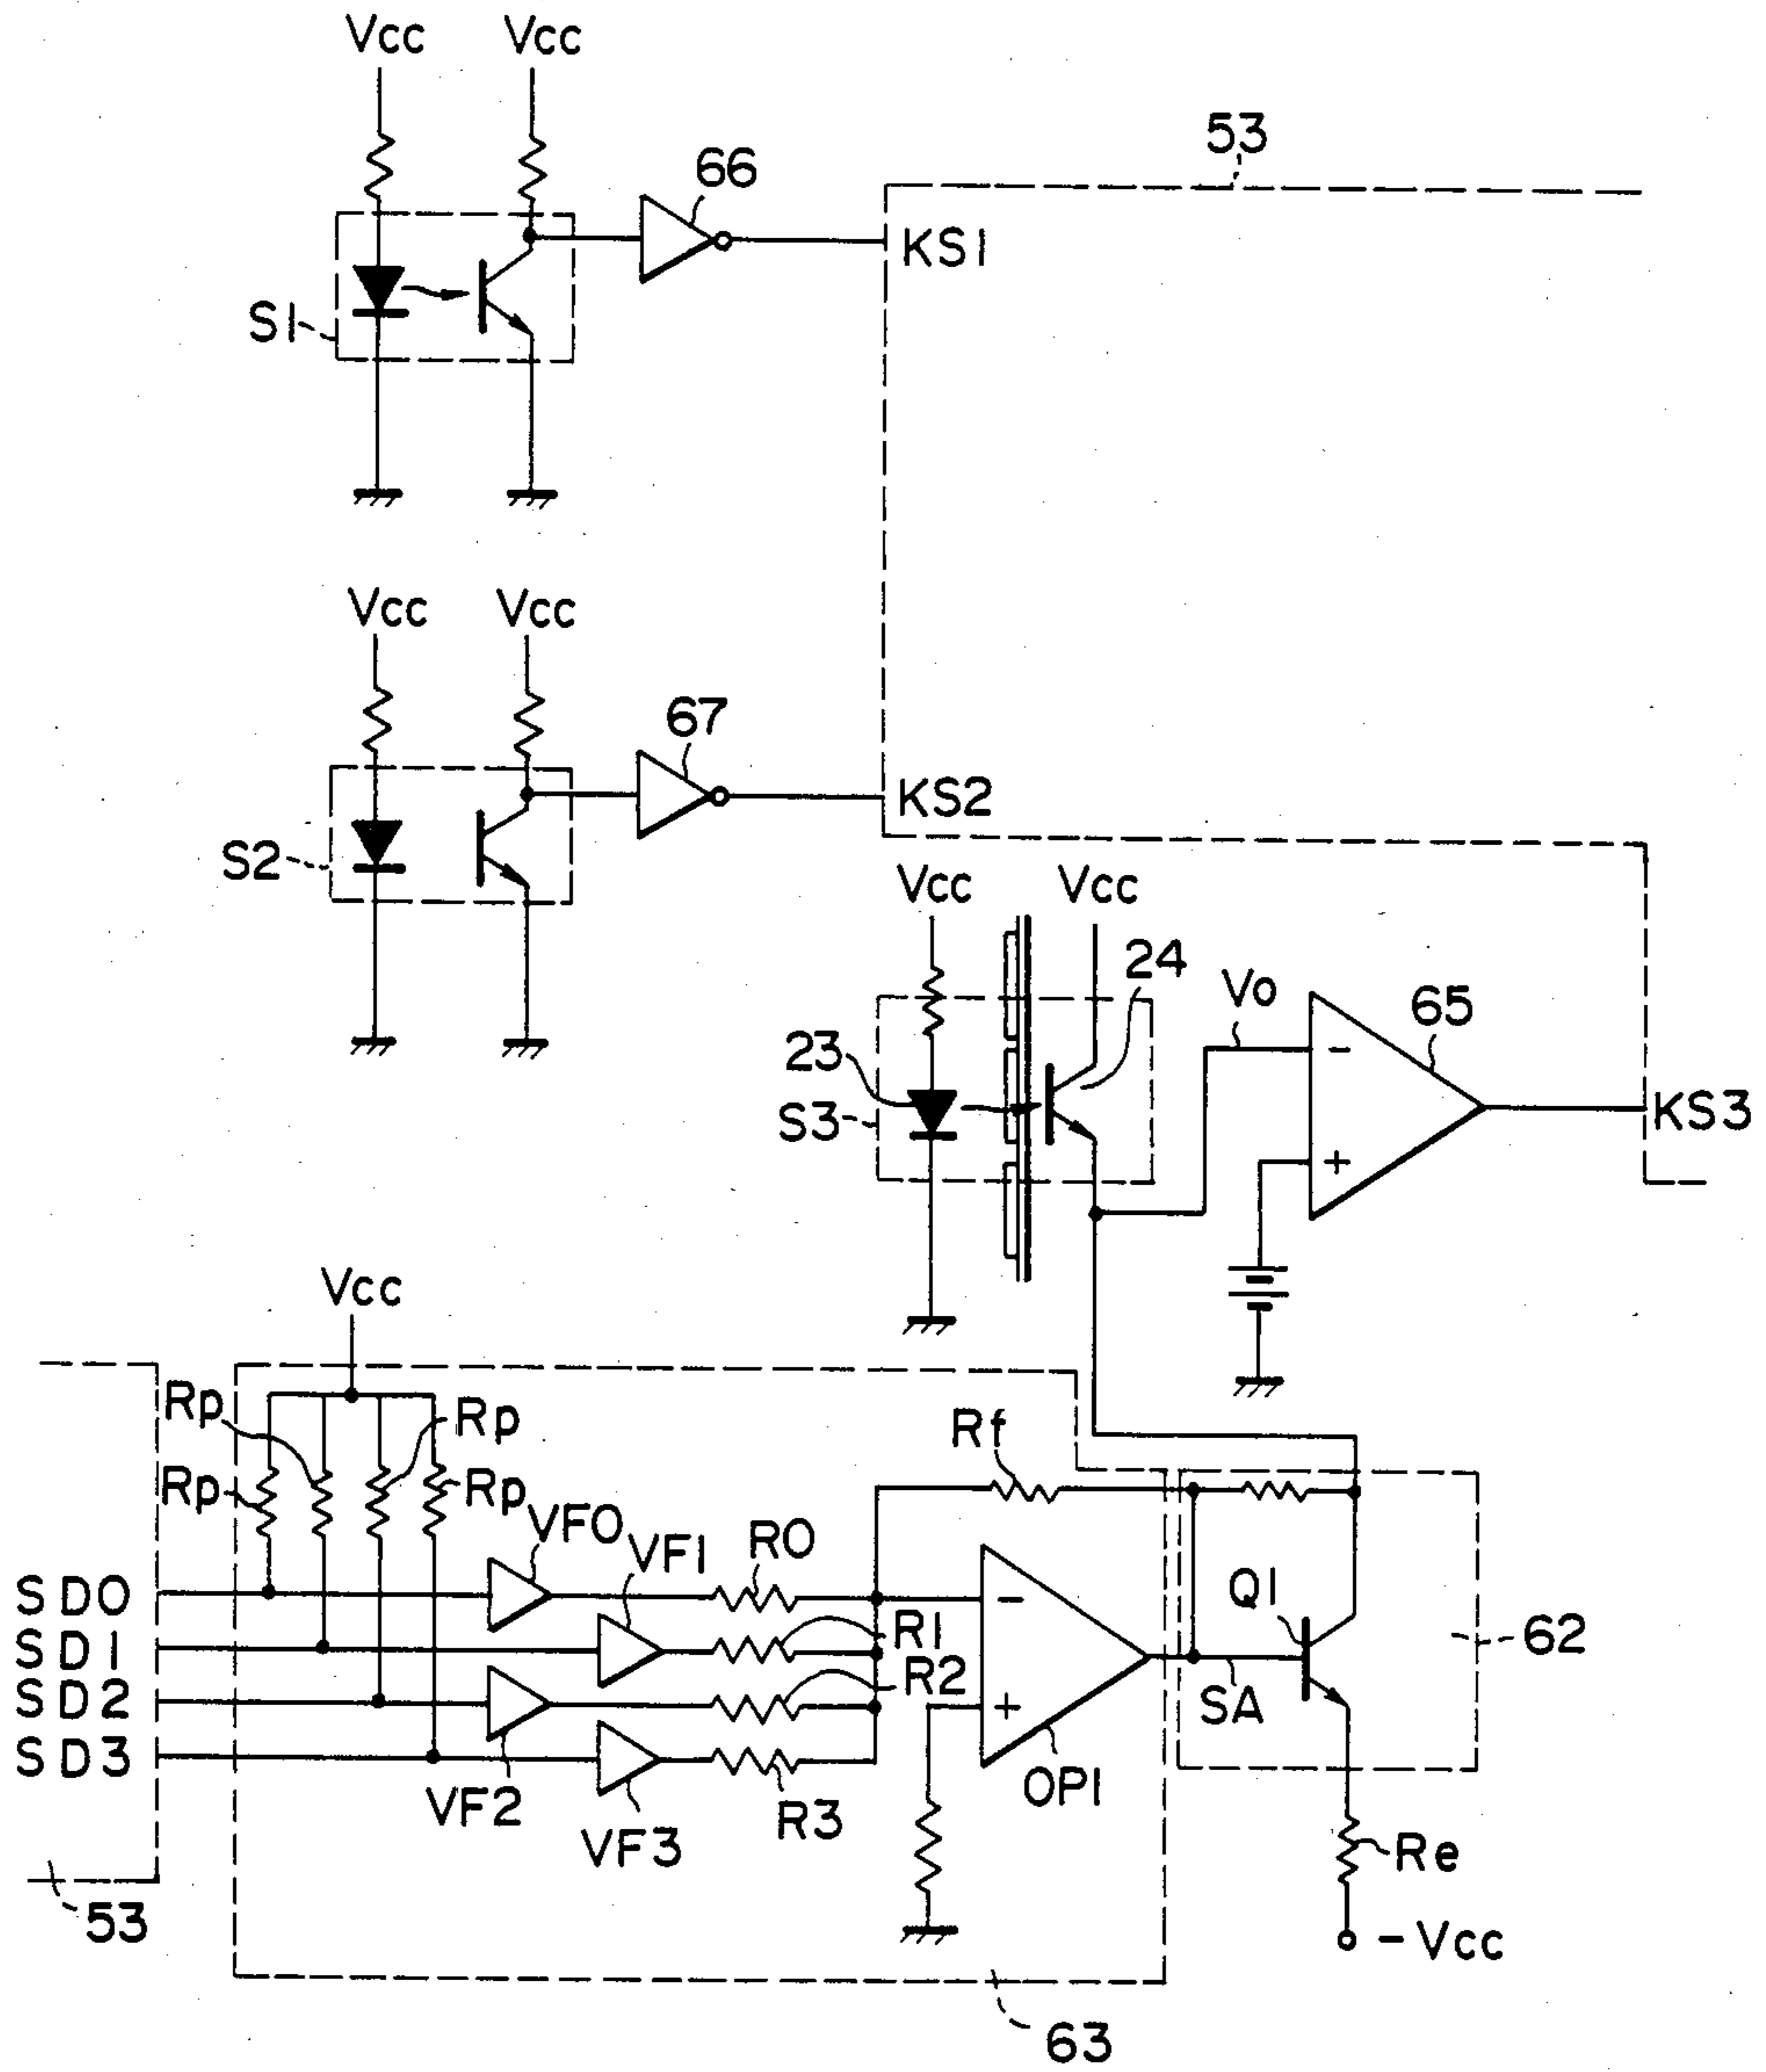 Vcc Vcc
53
66
KS1
S1
Vcc Vcc
67
KS2
S2
Vcc Vcc
24
Vo
65
23
S3
-
KS3
+
Vcc
Rp
Rp
Rf
Rp
Rp
VF0
VF1
R0
SD0
-
Q1
R1
SD1
62
R2
SD2
+
SA
SD3
OP1
VF2
R3
VF3
Re
53
-Vcc
63